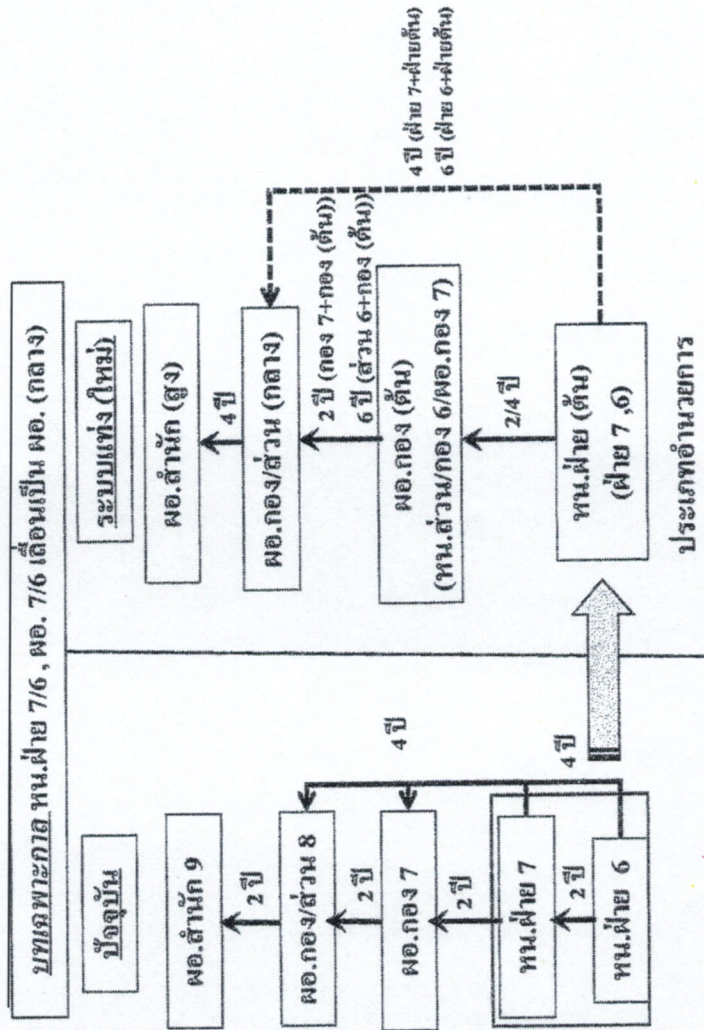 บทเฉพาะกาล หน.ฝ่าย 7/6 , ผอ. 7/6 เลื่อนเป็น ผอ. (กลาง)
ปัจจุบัน
ผอ.สำนัก 9
2 ปี
ผอ.กอง/ส่วน 8
2 ปี
ผอ.กอง 7
2 ปี
หน.ฝ่าย 7
2 ปี
หน.ฝ่าย 6
4 ปี
4 ปี
ระบบแท่ง (ใหม่)
ผอ.สำนัก (สูง)
4 ปี
ผอ.กอง/ส่วน (กลาง)
2 ปี (กอง 7+กอง (ต้น))
6 ปี (ส่วน 6+กอง (ต้น))
ผอ.กอง (ต้น)
(หน.ส่วน/กอง 6/ผอ.กอง 7)
2/4 ปี
หน.ฝ่าย (ต้น)
(ฝ่าย 7 ,6)
4 ปี (ฝ่าย 7+ฝ่ายต้น)
6 ปี (ฝ่าย 6+ฝ่ายต้น)
ประเภทอำนวยการ